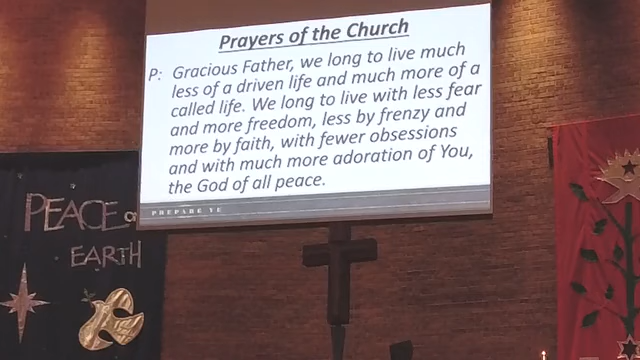 Prayers of the Church
P: Gracious Father, we long to live much
less of a driven life and much more of a
called life. We long to live with less fear
and more freedom, less by frenzy and
more by faith, with fewer obsessions
and with much more adoration of You,
the God of all peace.
PREPARE YE
PEACE
EARTH